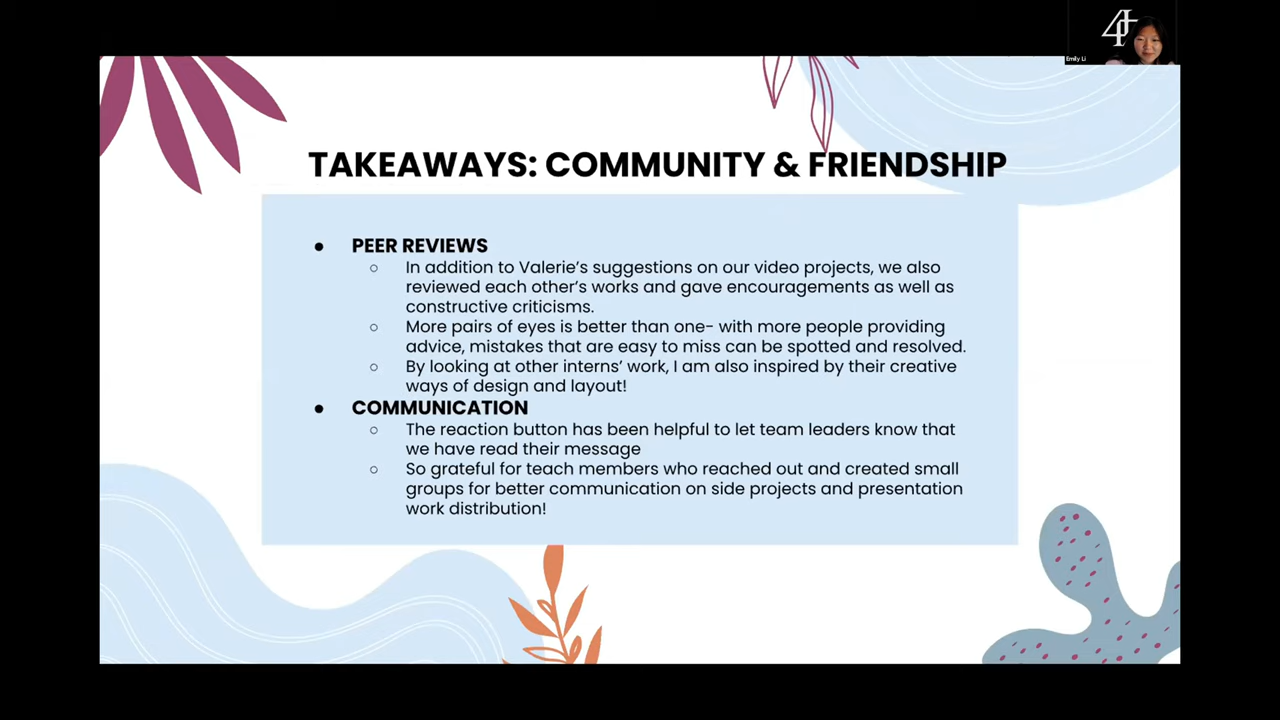 Emily Li
TAKEAWAYS: COMMUNITY & FRIENDSHIP
● PEER REVIEWS
○ In addition to Valerie's suggestions on our video projects, we also
reviewed each other's works and gave encouragements as well as
constructive criticisms.
○ More pairs of eyes is better than one- with more people providing
advice, mistakes that are easy to miss can be spotted and resolved.
○ By looking at other interns' work, I am also inspired by their creative
ways of design and layout!
● COMMUNICATION
○ The reaction button has been helpful to let team leaders know that
we have read their message
○ So grateful for teach members who reached out and created small
groups for better communication on side projects and presentation
work distribution!